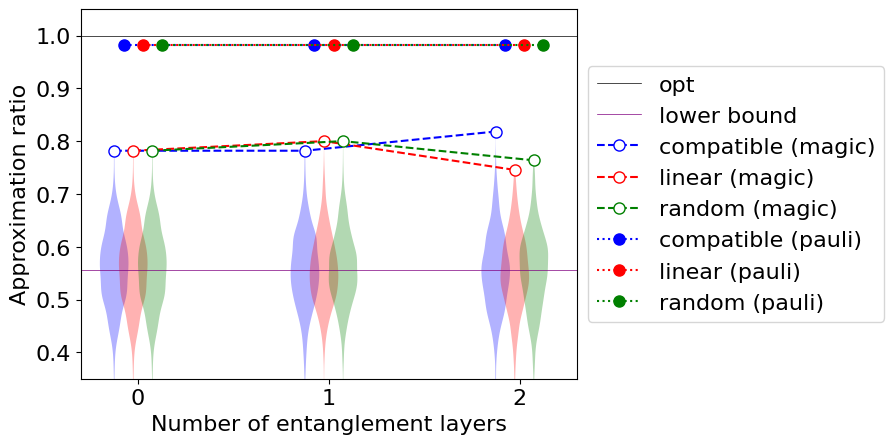 1.0
0.9
0.8
0.7
0.6
0.5
0.4
Approximation ratio
0 1 2
Number of entanglement layers
opt
lower bound
compatible (magic)
linear (magic)
random (magic)
compatible (pauli)
linear (pauli)
random (pauli)